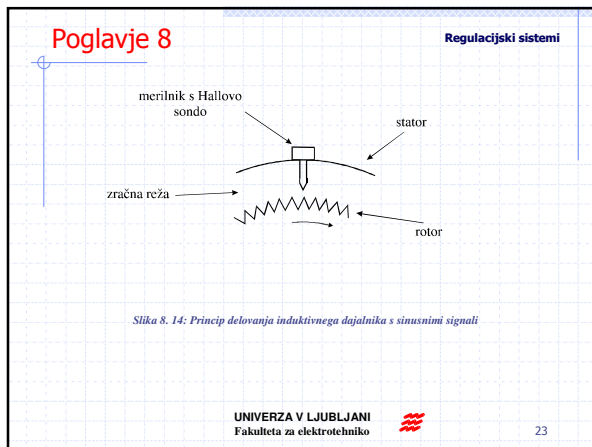 Poglavje 8
Regulacijski sistemi
merilnik s Hallovo
sondo
stator
zračna reža
rotor
Slika 8. 14: Princip delovanja induktivnega dajalnika s sinusnimi signali
UNIVERZA V LJUBLJANI
Fakulteta za elektrotehniko
23